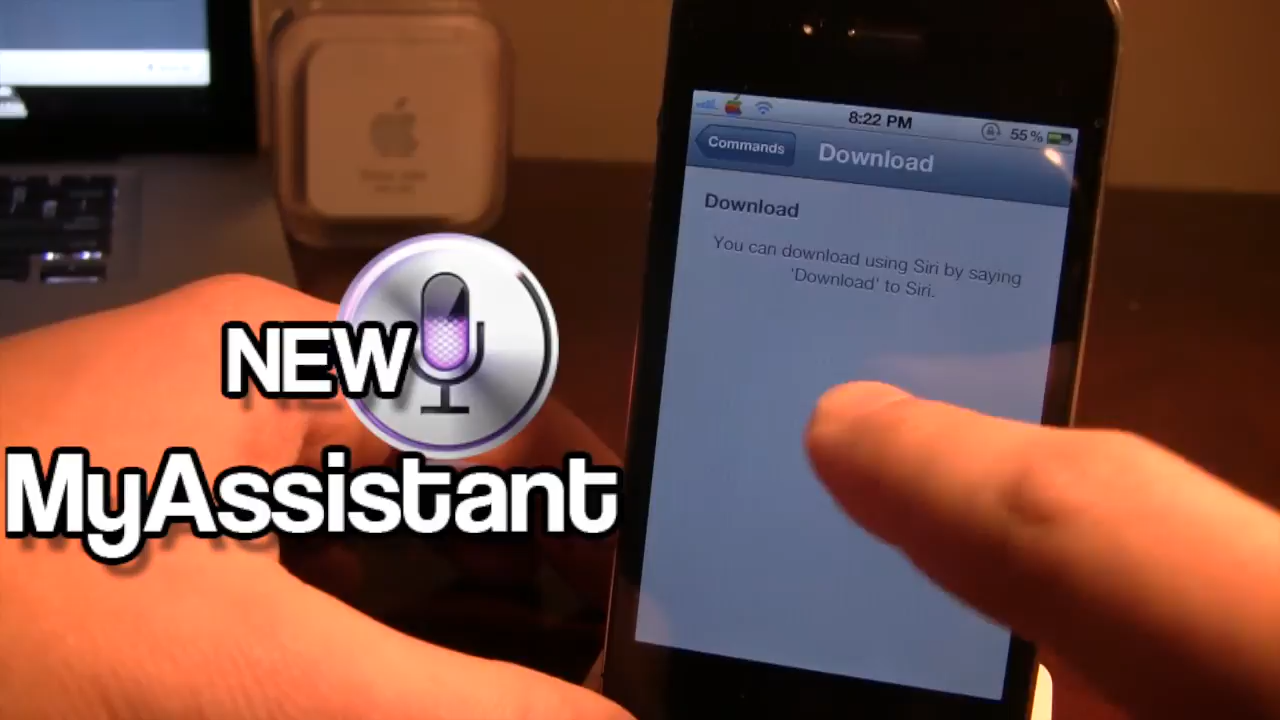 8:22 PM
55%
Commands
Download
Download
You can download using Siri by saying
'Download' to Siri.
NEW
MyAssistant